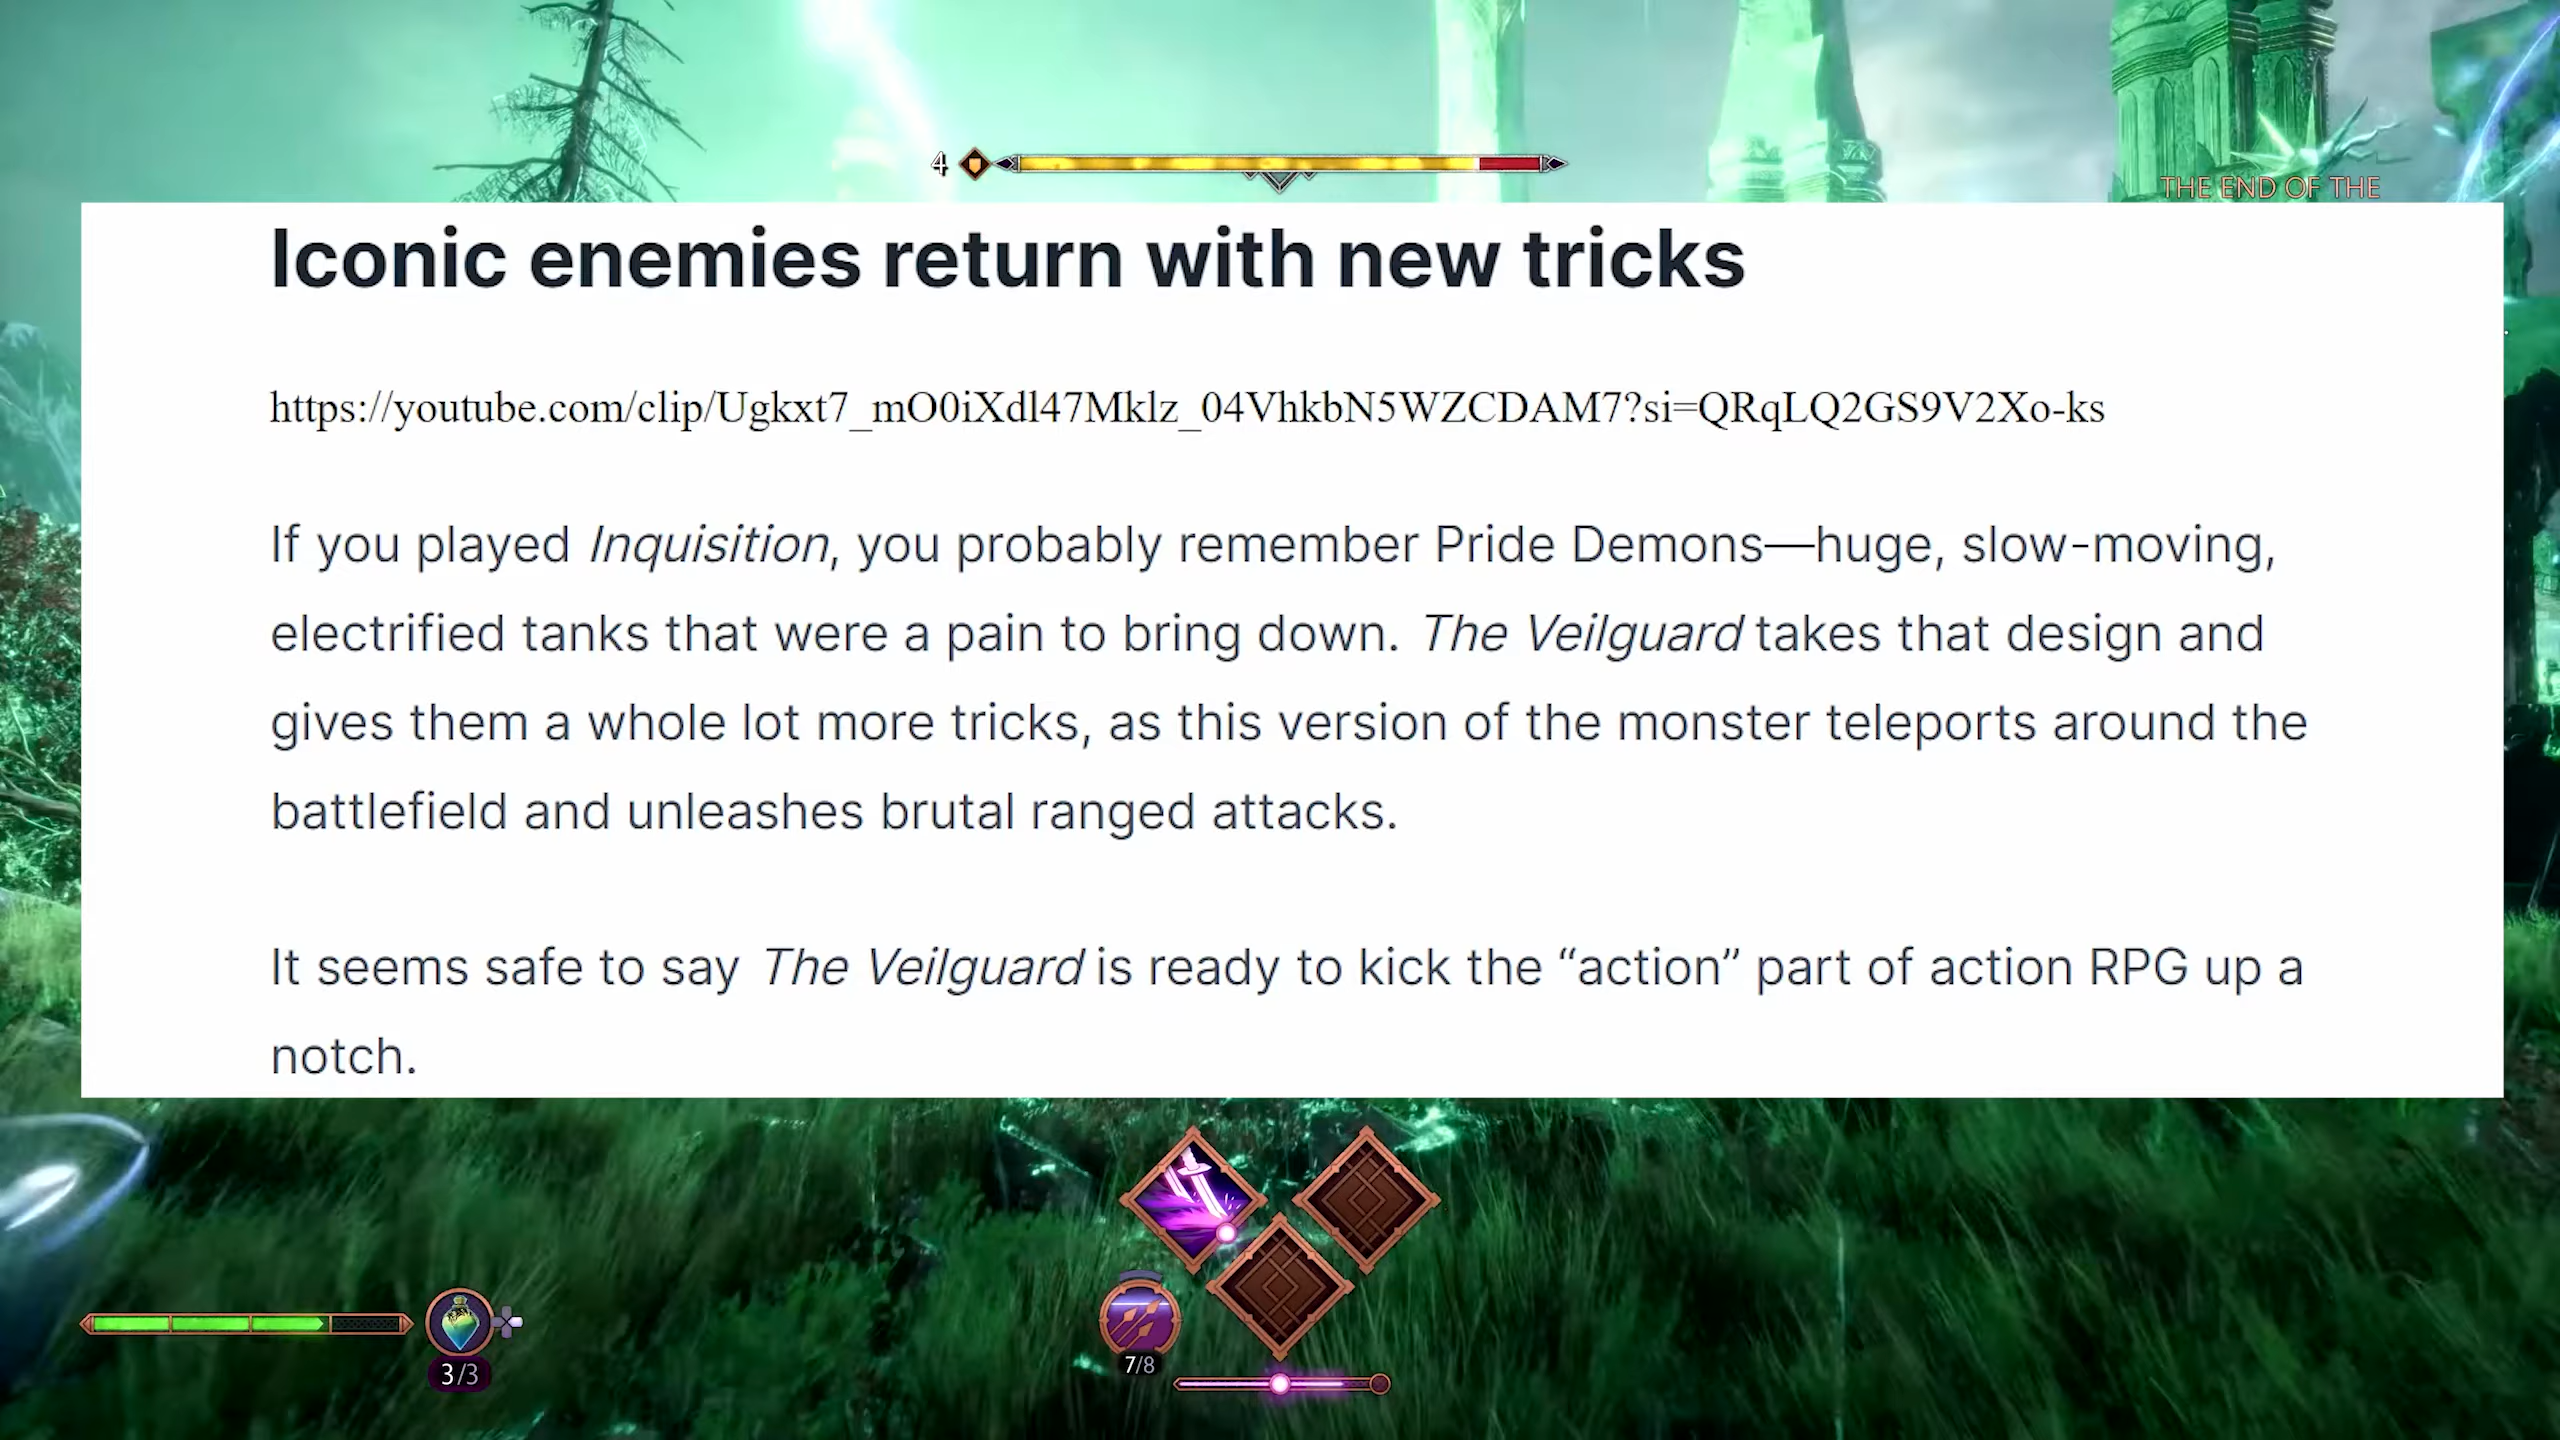 4
THE END OF THE
Iconic enemies return with new tricks
https://youtube.com/clip/Ugkxt7_mO0iXdl47Mklz_04VhkbN5WZCDAM7?si=QRqLQ2GS9V2Xo-ks
If you played Inquisition, you probably remember Pride Demons—huge, slow-moving,
electrified tanks that were a pain to bring down. The Veilguard takes that design and
gives them a whole lot more tricks, as this version of the monster teleports around the
battlefield and unleashes brutal ranged attacks.
It seems safe to say The Veilguard is ready to kick the “action” part of action RPG up a
notch.
3/3
7/8